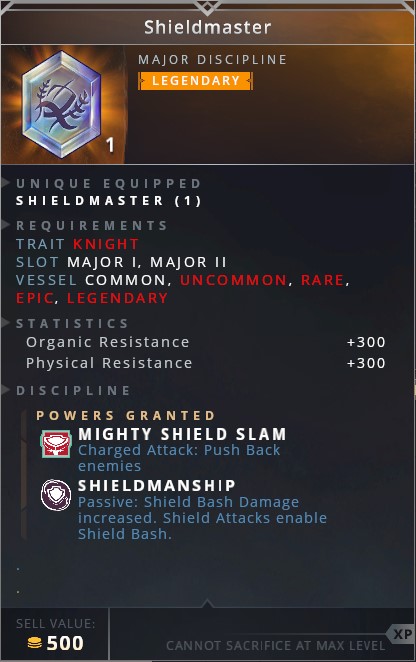 Shieldmaster
MAJOR DISCIPLINE
LEGENDARY
1
UNIQUE EQUIPPED
SHIELDMASTER (1)
REQUIREMENTS
TRAIT KNIGHT
SLOT MAJOR I, MAJOR II
VESSEL COMMON, UNCOMMON, RARE,
EPIC, LEGENDARY
STATISTICS
Organic Resistance +300
Physical Resistance +300
DISCIPLINE
POWERS GRANTED
MIGHTY SHIELD SLAM
Charged Attack: Push Back
enemies
SHIELDMANSHIP
Passive: Shield Bash Damage
increased. Shield Attacks enable
Shield Bash.
.
.
SELL VALUE:
500
XP
CANNOT SACRIFICE AT MAX LEVEL